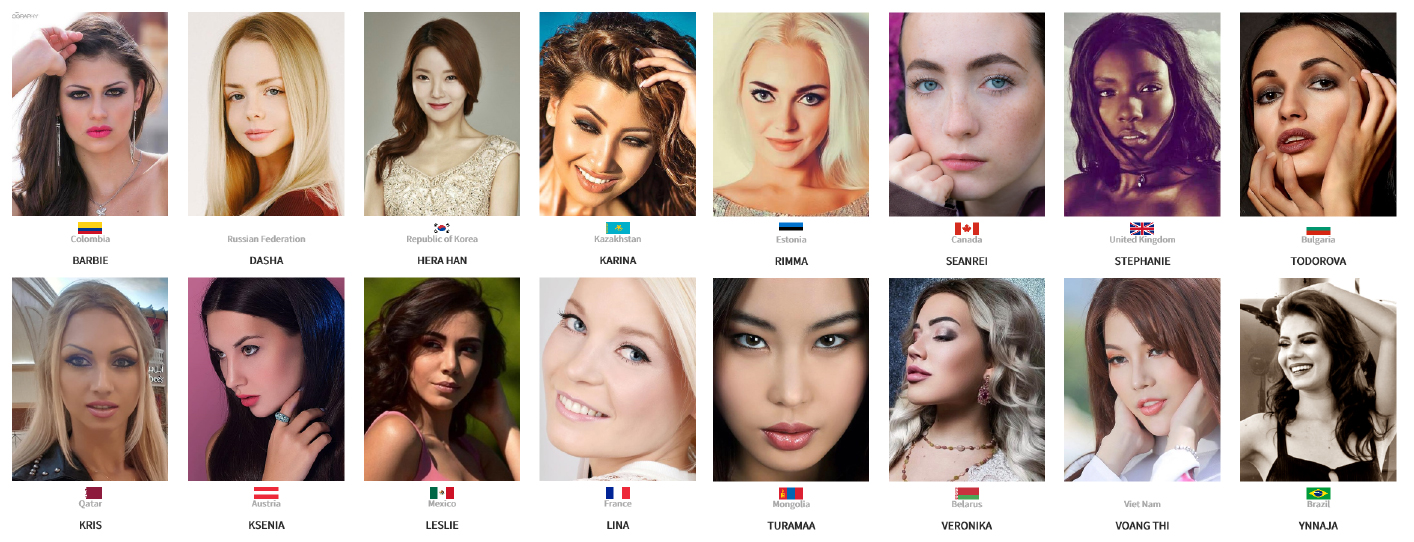 OGRAPHY
Colombia
BARBIE
Russian Federation
DASHA
Republic of Korea
HERA HAN
Kazakhstan
KARINA
Estonia
RIMMA
Canada
SEANREI
United Kingdom
STEPHANIE
Bulgaria
TODOROVA
Qatar
KRIS
Austria
KSENIA
Mexico
LESLIE
France
LINA
Mongolia
TURAMAA
Belarus
VERONIKA
Viet Nam
VOANG THI
Brazil
YNNAJA